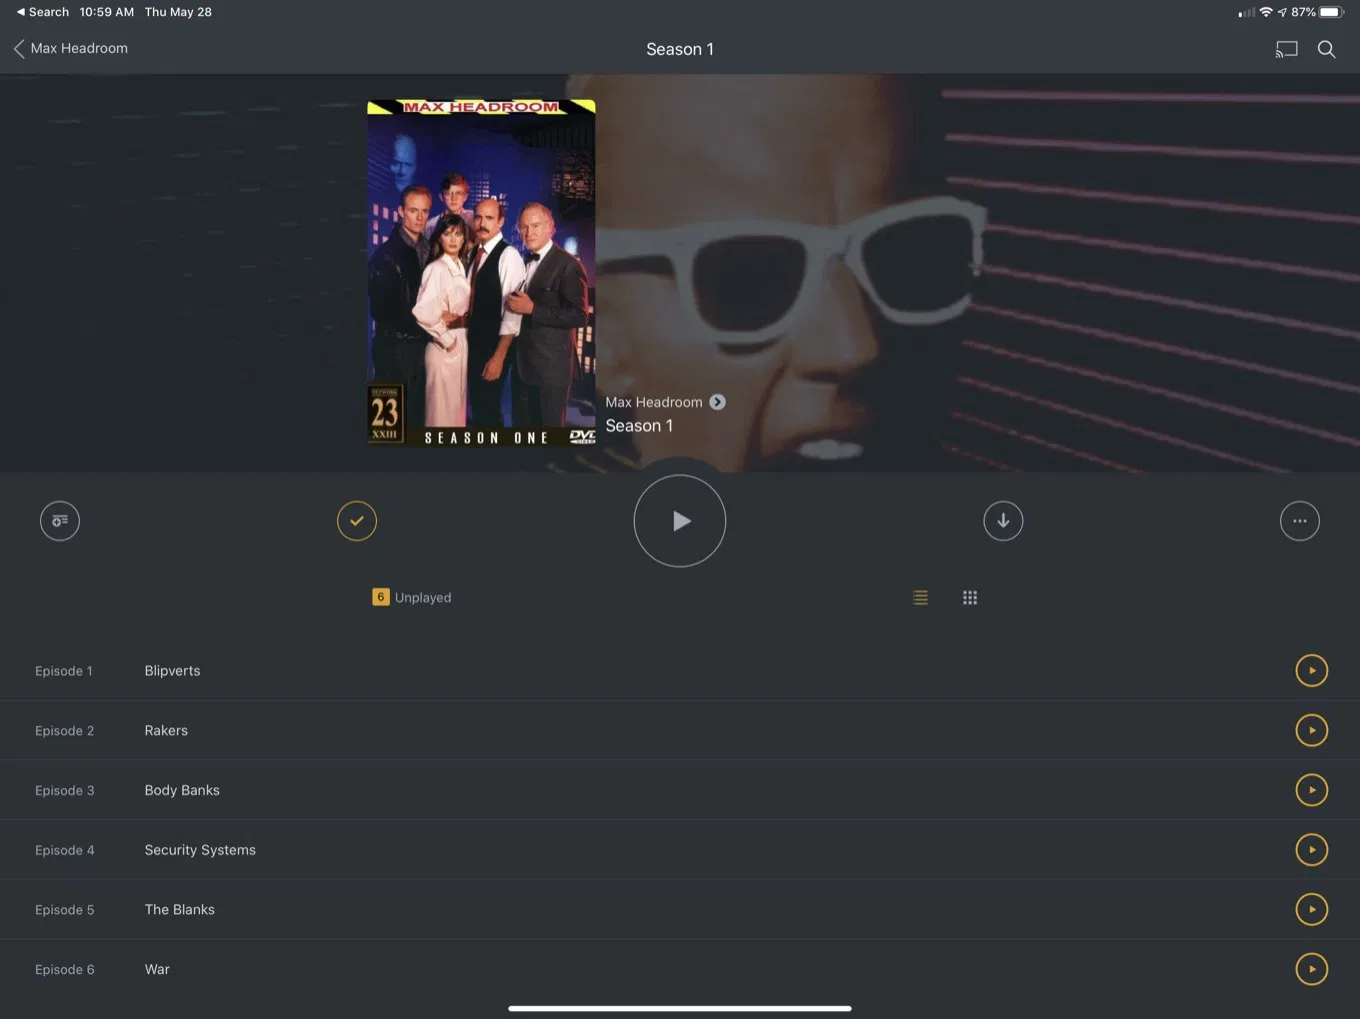 Search 10:59 AM Thu May 28 87%
Max Headroom Season 1
MAX HEADROOM
NETWORK
23
XXIII
SEASON ONE
DVD
VIDEO
Max Headroom
Season 1
6 Unplayed
Episode 1 Blipverts
Episode 2 Rakers
Episode 3 Body Banks
Episode 4 Security Systems
Episode 5 The Blanks
Episode 6 War